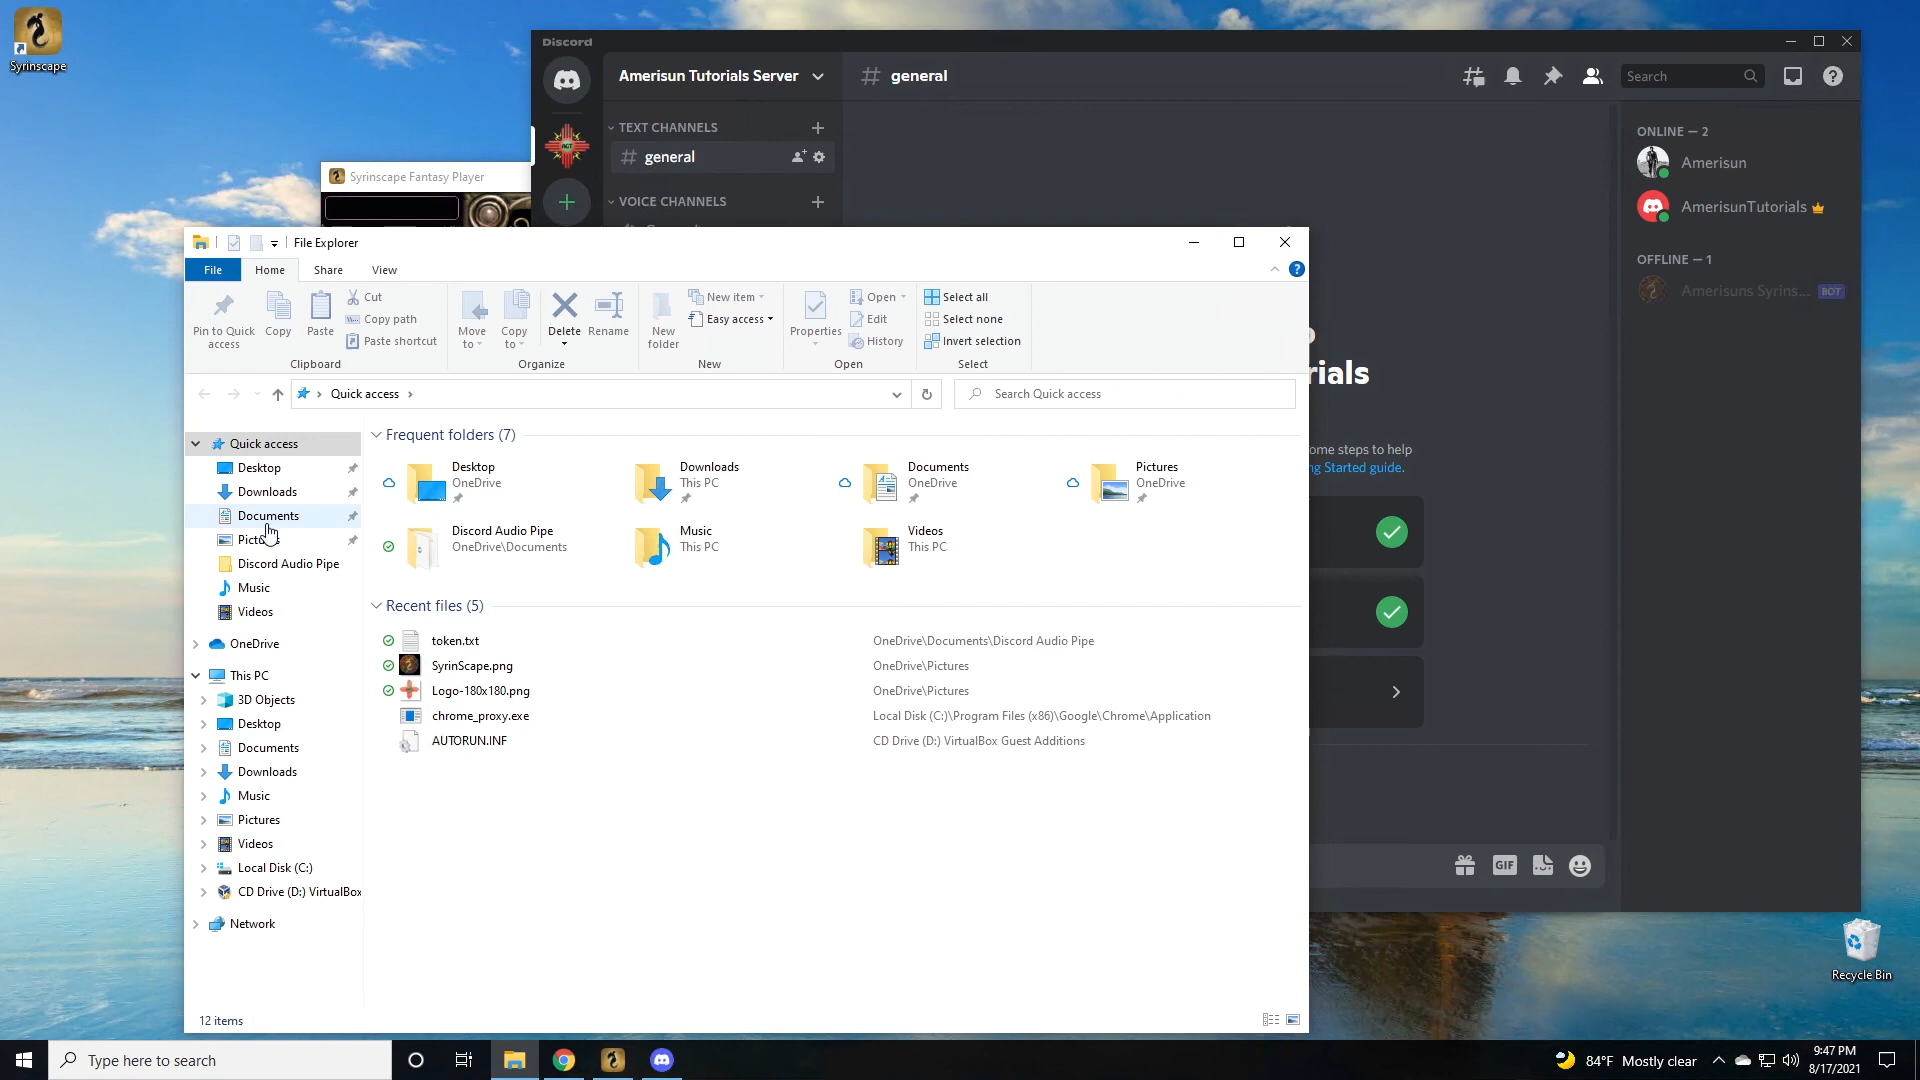 Syrinscape
Discord
Amerisun Tutorials Server
general
Search
TEXT CHANNELS
general
VOICE CHANNELS
ONLINE — 2
Amerisun
AmerisunTutorials
OFFLINE — 1
Amerisuns Syrins... BOT
Syrinscape Fantasy Player
File Explorer
File Home Share View
Pin to Quick access
Copy
Paste
Cut
Copy path
Paste shortcut
Clipboard
Move to
Copy to
Delete
Rename
Organize
New folder
New item
Easy access
New
Properties
Open
Edit
History
Open
Select all
Select none
Invert selection
Select
Quick access
Search Quick access
Quick access
Desktop
Downloads
Documents
Discord Audio Pipe
Music
Videos
OneDrive
This PC
3D Objects
Desktop
Documents
Downloads
Music
Pictures
Videos
Local Disk (C:)
CD Drive (D:) VirtualBox
Network
Frequent folders (7)
Desktop
OneDrive
Downloads
This PC
Documents
OneDrive
Pictures
OneDrive
Discord Audio Pipe
OneDrive\Documents
Music
This PC
Videos
This PC
Recent files (5)
token.txt OneDrive\Documents\Discord Audio Pipe
SyrinScape.png OneDrive\Pictures
Logo-180x180.png OneDrive\Pictures
chrome_proxy.exe Local Disk (C:)\Program Files (x86)\Google\Chrome\Application
AUTORUN.INF CD Drive (D:) VirtualBox Guest Additions
12 items
rials
ome steps to help
ng Started guide.
GIF
Recycle Bin
Type here to search
84°F Mostly clear
9:47 PM
8/17/2021